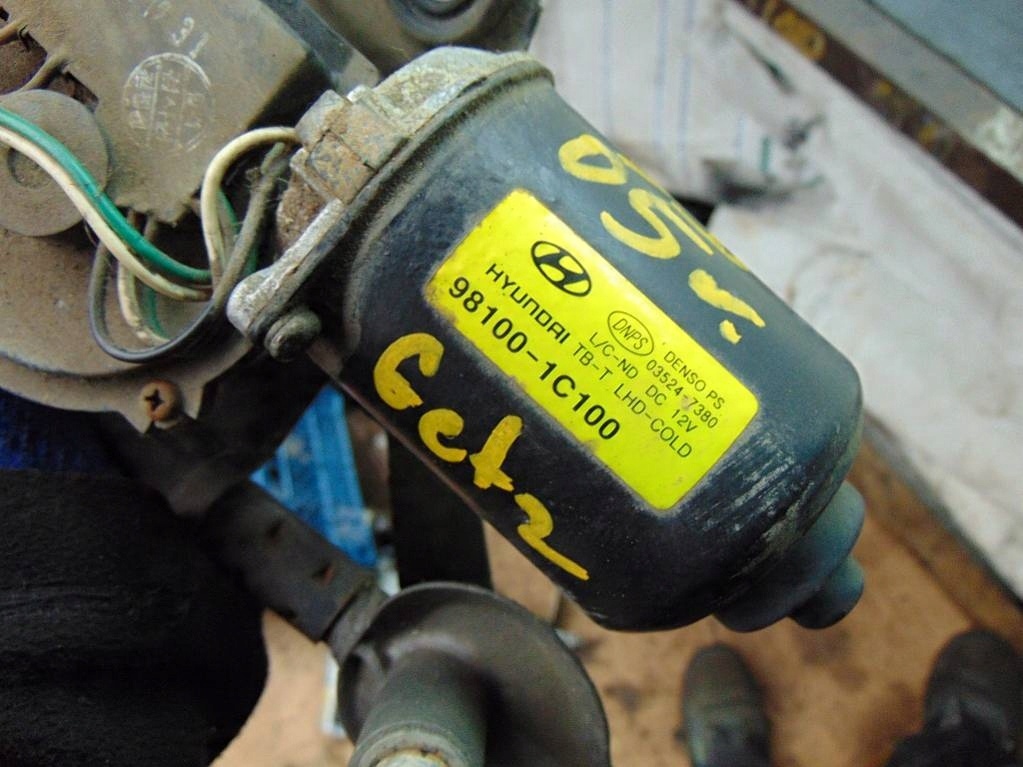 HYUNDAI
98100-1C100
DNPS DENSO PS
L/C-ND 03524-7380
TB-T DC 12V
LHD-COLD
Getz